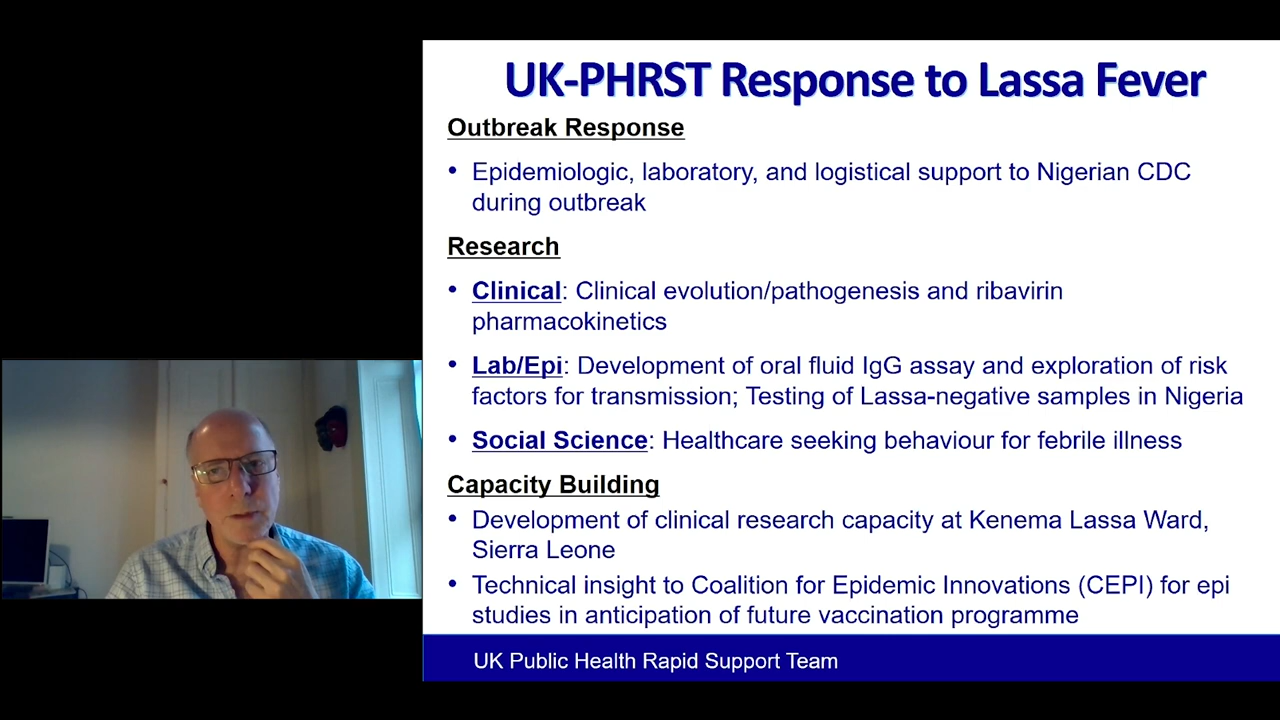 UK-PHRST Response to Lassa Fever
Outbreak Response
• Epidemiologic, laboratory, and logistical support to Nigerian CDC
during outbreak
Research
• Clinical: Clinical evolution/pathogenesis and ribavirin
pharmacokinetics
• Lab/Epi: Development of oral fluid IgG assay and exploration of risk
factors for transmission; Testing of Lassa-negative samples in Nigeria
• Social Science: Healthcare seeking behaviour for febrile illness
Capacity Building
• Development of clinical research capacity at Kenema Lassa Ward,
Sierra Leone
• Technical insight to Coalition for Epidemic Innovations (CEPI) for epi
studies in anticipation of future vaccination programme
UK Public Health Rapid Support Team